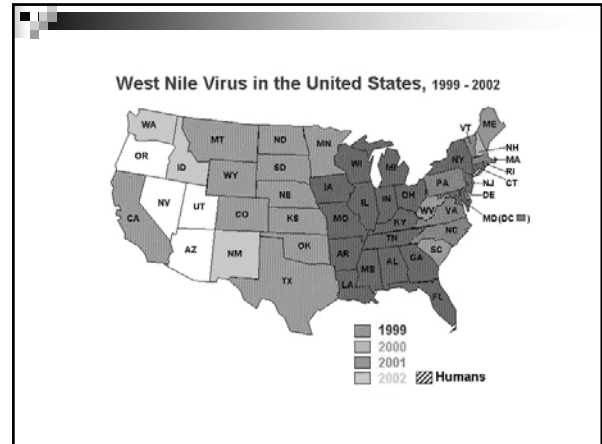 West Nile Virus in the United States, 1999 - 2002
WA
OR
CA
NV
ID
MT
WY
UT
AZ
CO
NM
ND
SD
NE
KS
OK
TX
MN
IA
MO
AR
LA
WI
IL
MI
IN
OH
KY
TN
MS
AL
GA
FL
SC
NC
VA
WV
PA
NY
VT
ME
NH
MA
RI
CT
NJ
DE
MD(DC )
1999
2000
2001
2002 Humans